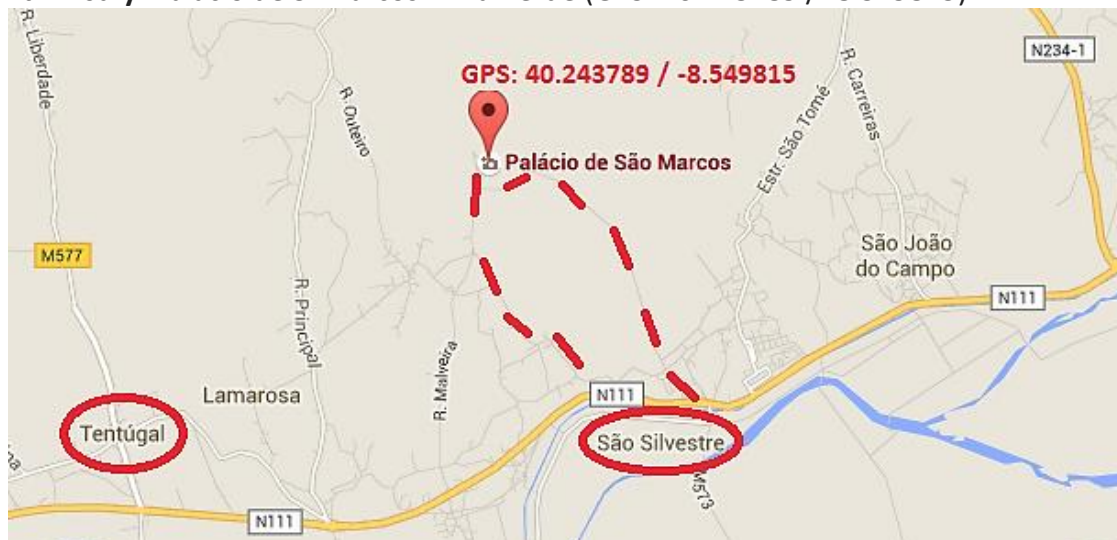 R. Liberdade
N234-1
GPS: 40.243789 / -8.549815
R. Carreiras
R. Outeiro
Estr. São Tomé
Palácio de São Marcos
M577
São João
do Campo
R. Principal
N111
R. Malveira
Lamarosa
N111
Tentúgal
São Silvestre
M573
N111